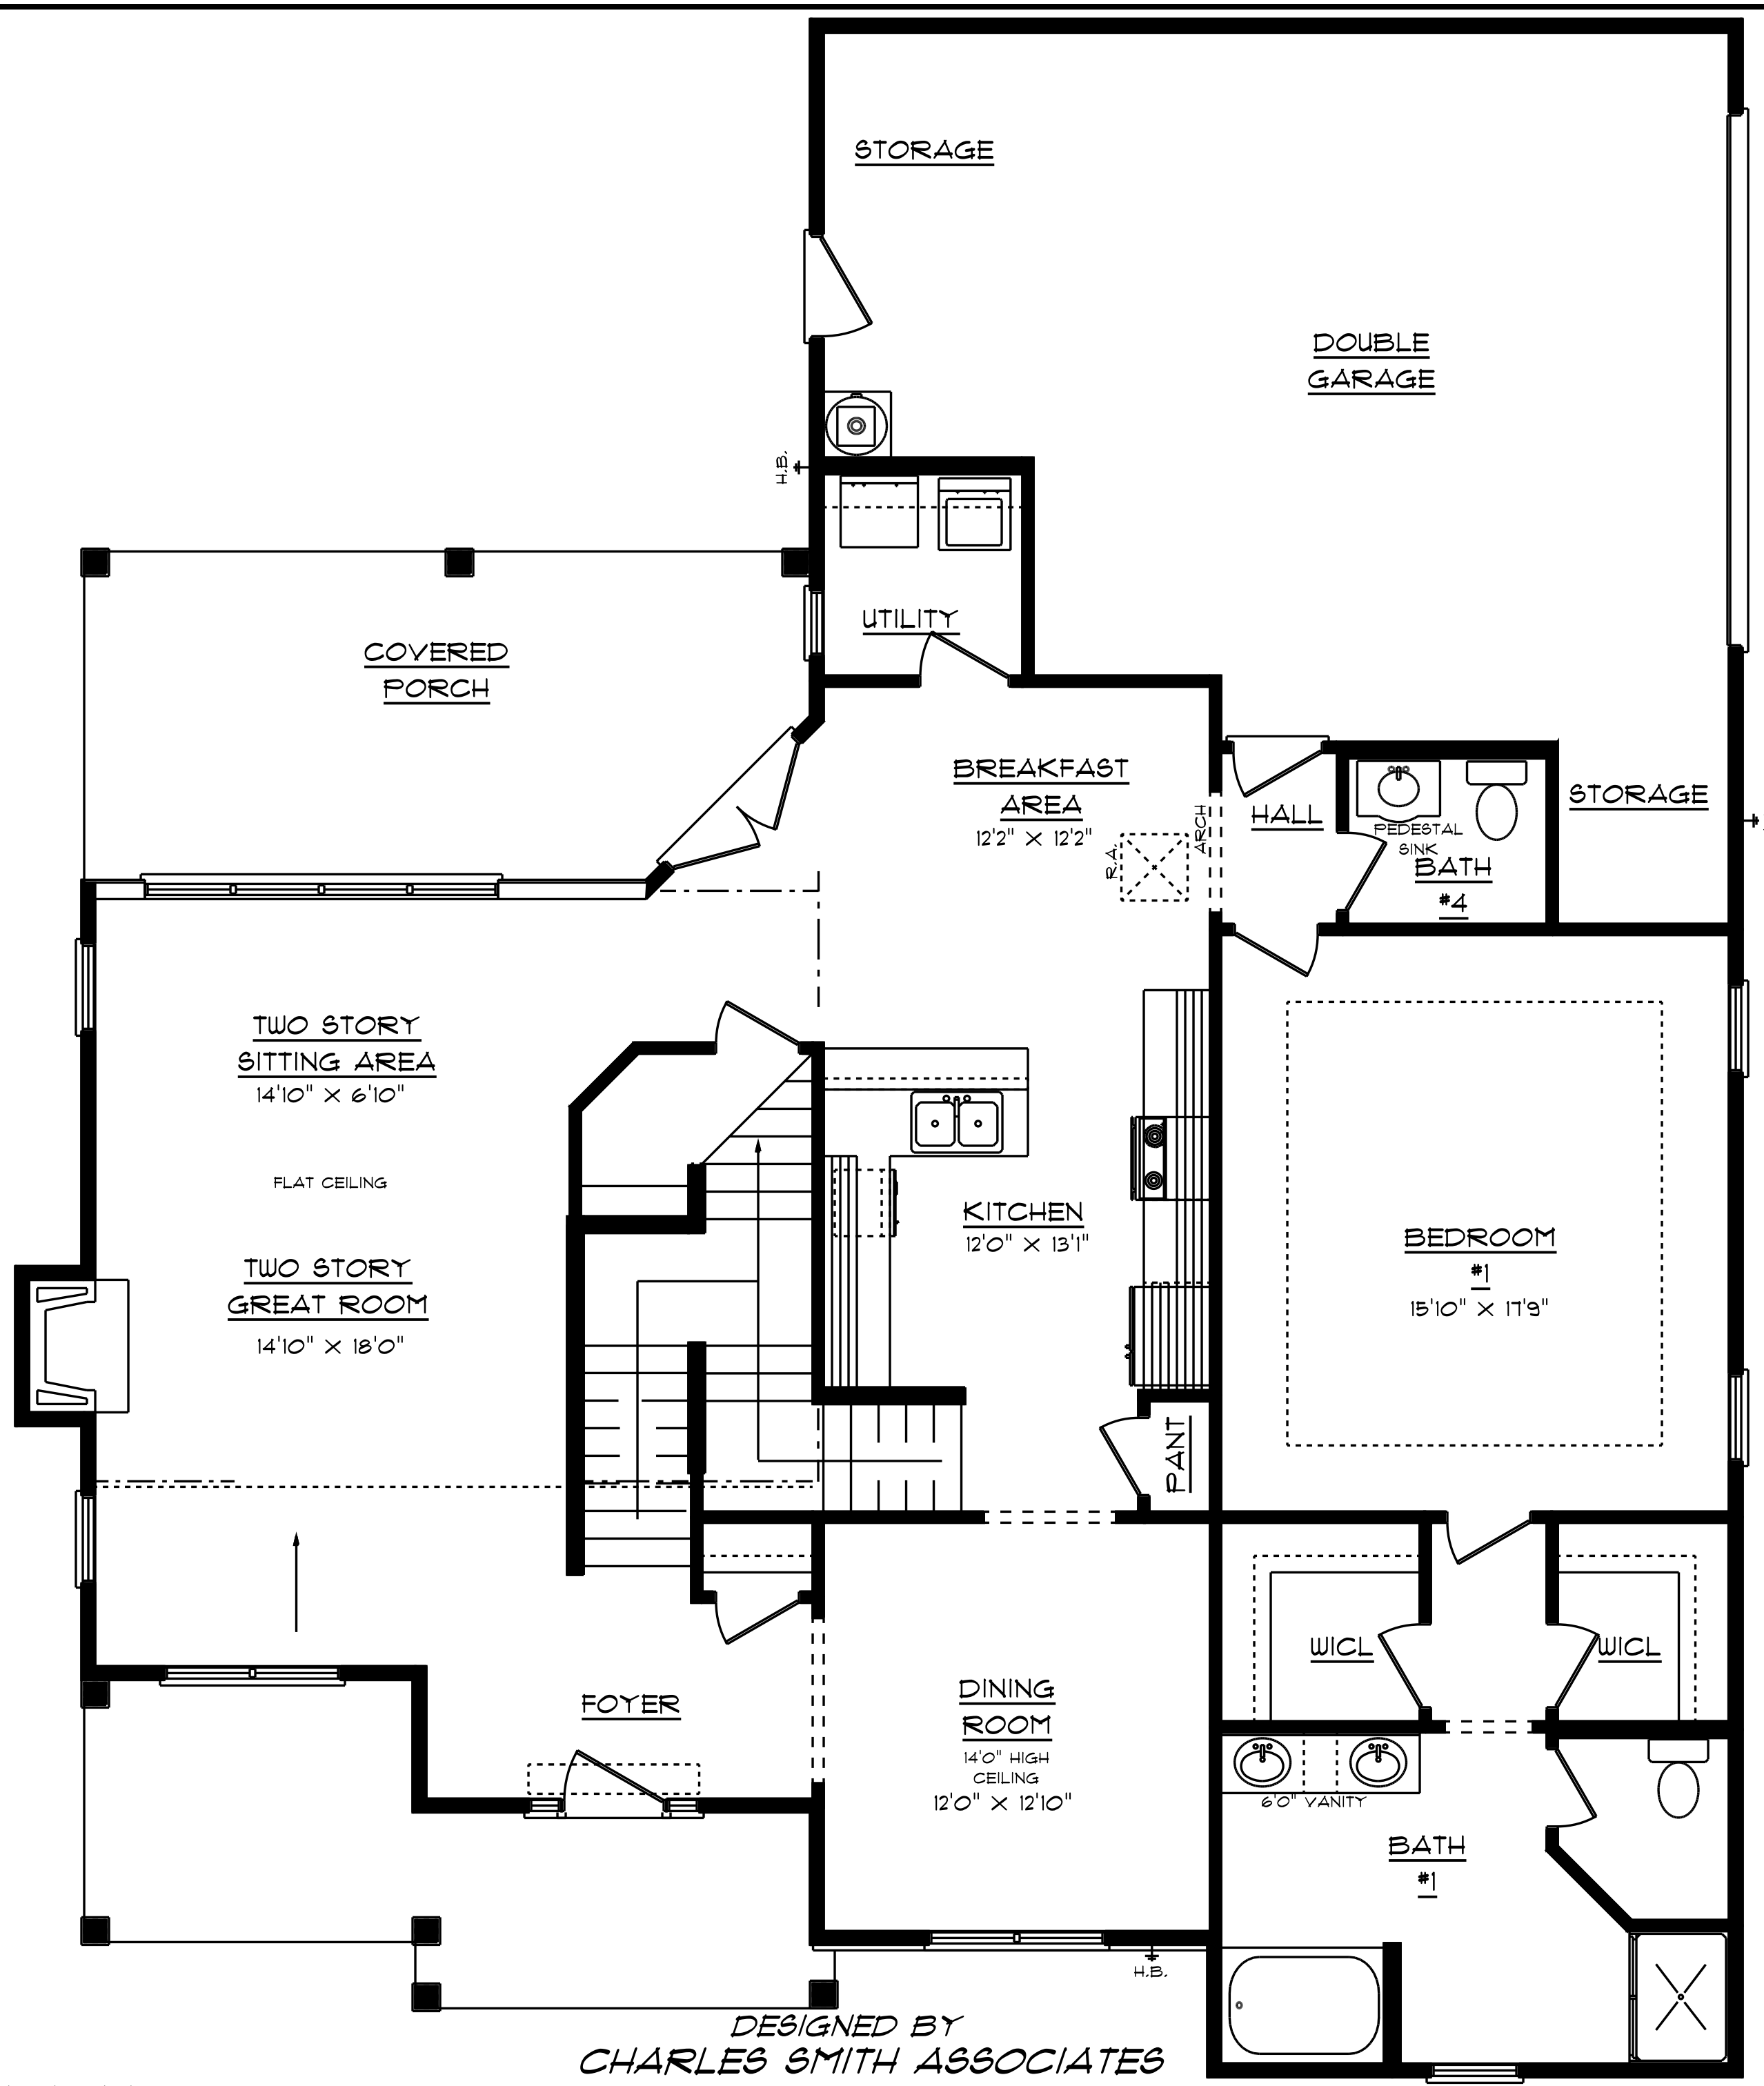 STORAGE
DOUBLE
GARAGE
H.B.
UTILITY
COVERED
PORCH
BREAKFAST
AREA
12'2" X 12'2"
R.A.
ARCH
HALL
PEDESTAL
SINK
BATH
#4
STORAGE
TWO STORY
SITTING AREA
14'10" X 6'10"
FLAT CEILING
TWO STORY
GREAT ROOM
14'10" X 18'0"
KITCHEN
12'0" X 13'1"
BEDROOM
#1
15'10" X 17'9"
PANT
WICL
WICL
FOYER
DINING
ROOM
14'0" HIGH
CEILING
12'0" X 12'10"
6'0" VANITY
BATH
#1
H.B.
DESIGNED BY
CHARLES SMITH ASSOCIATES